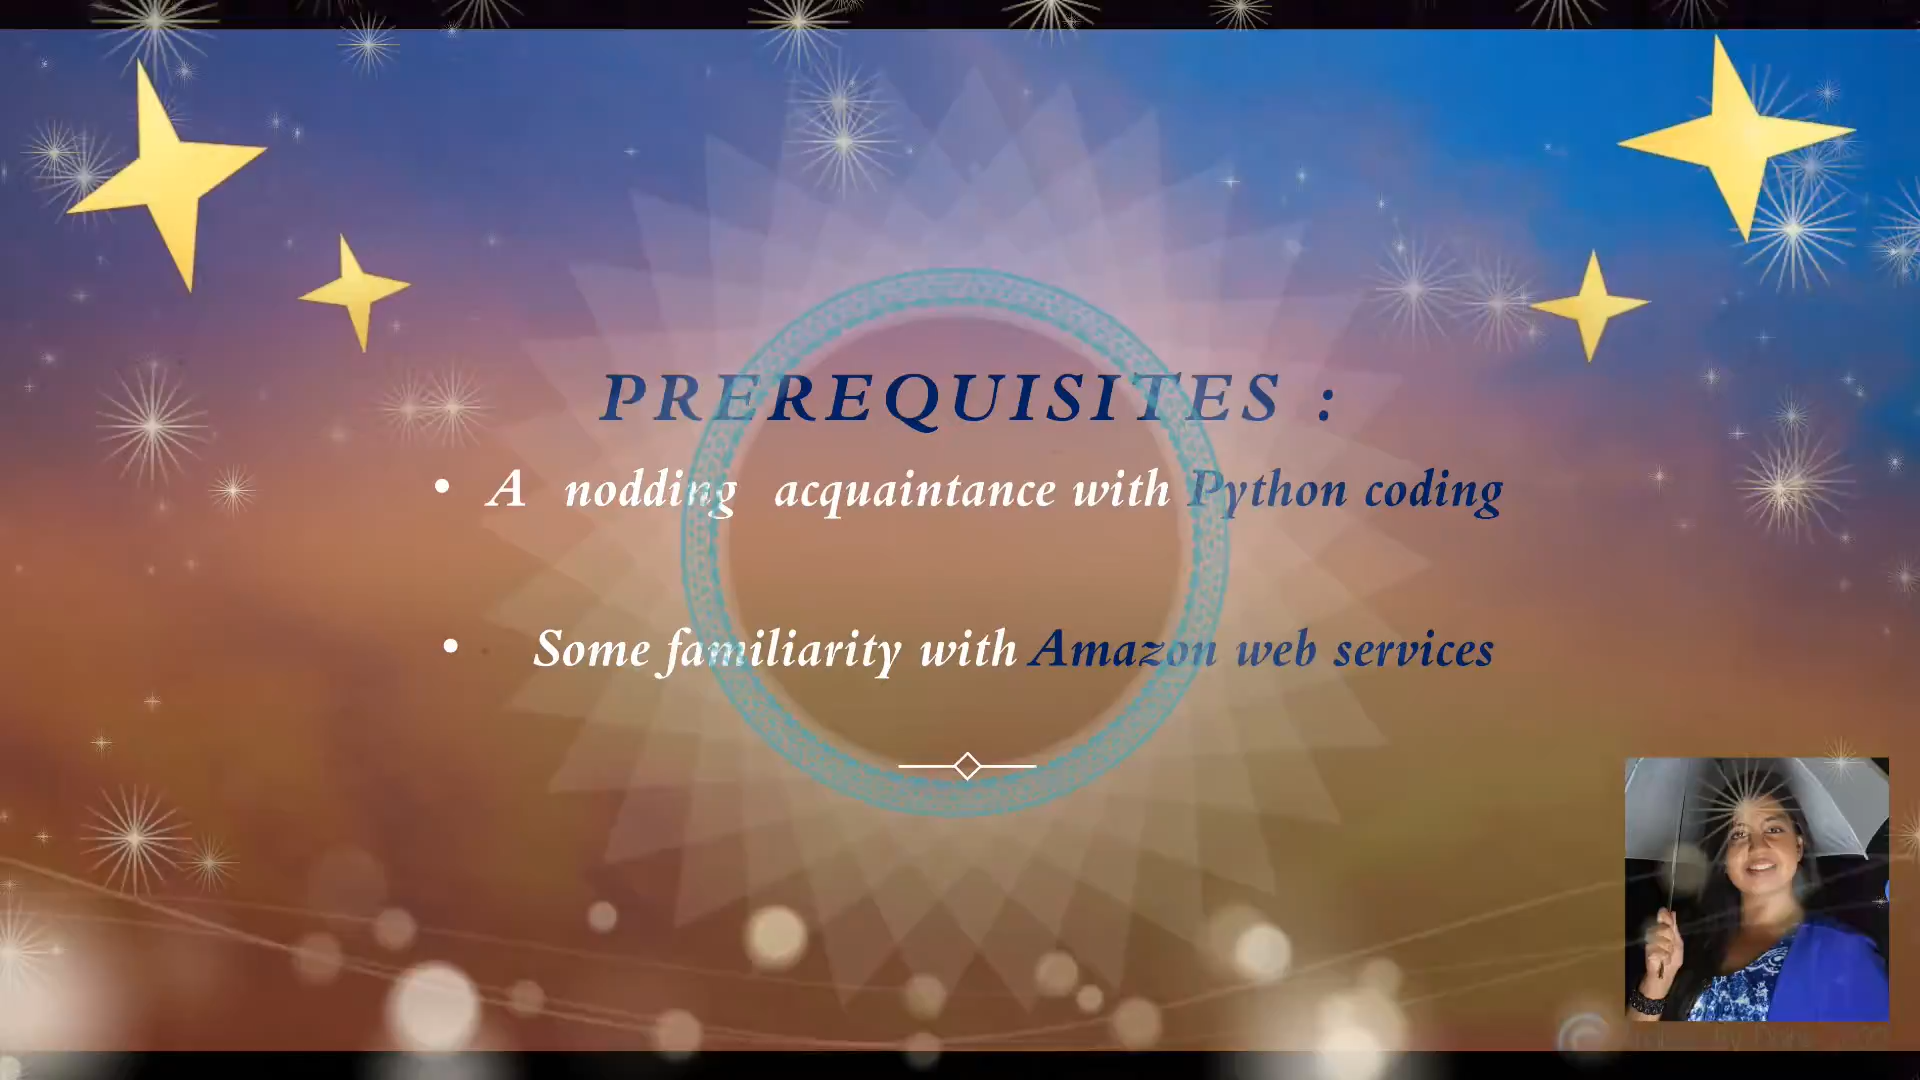 PREREQUISITES :
• A nodding acquaintance with Python coding
• Some familiarity with Amazon web services